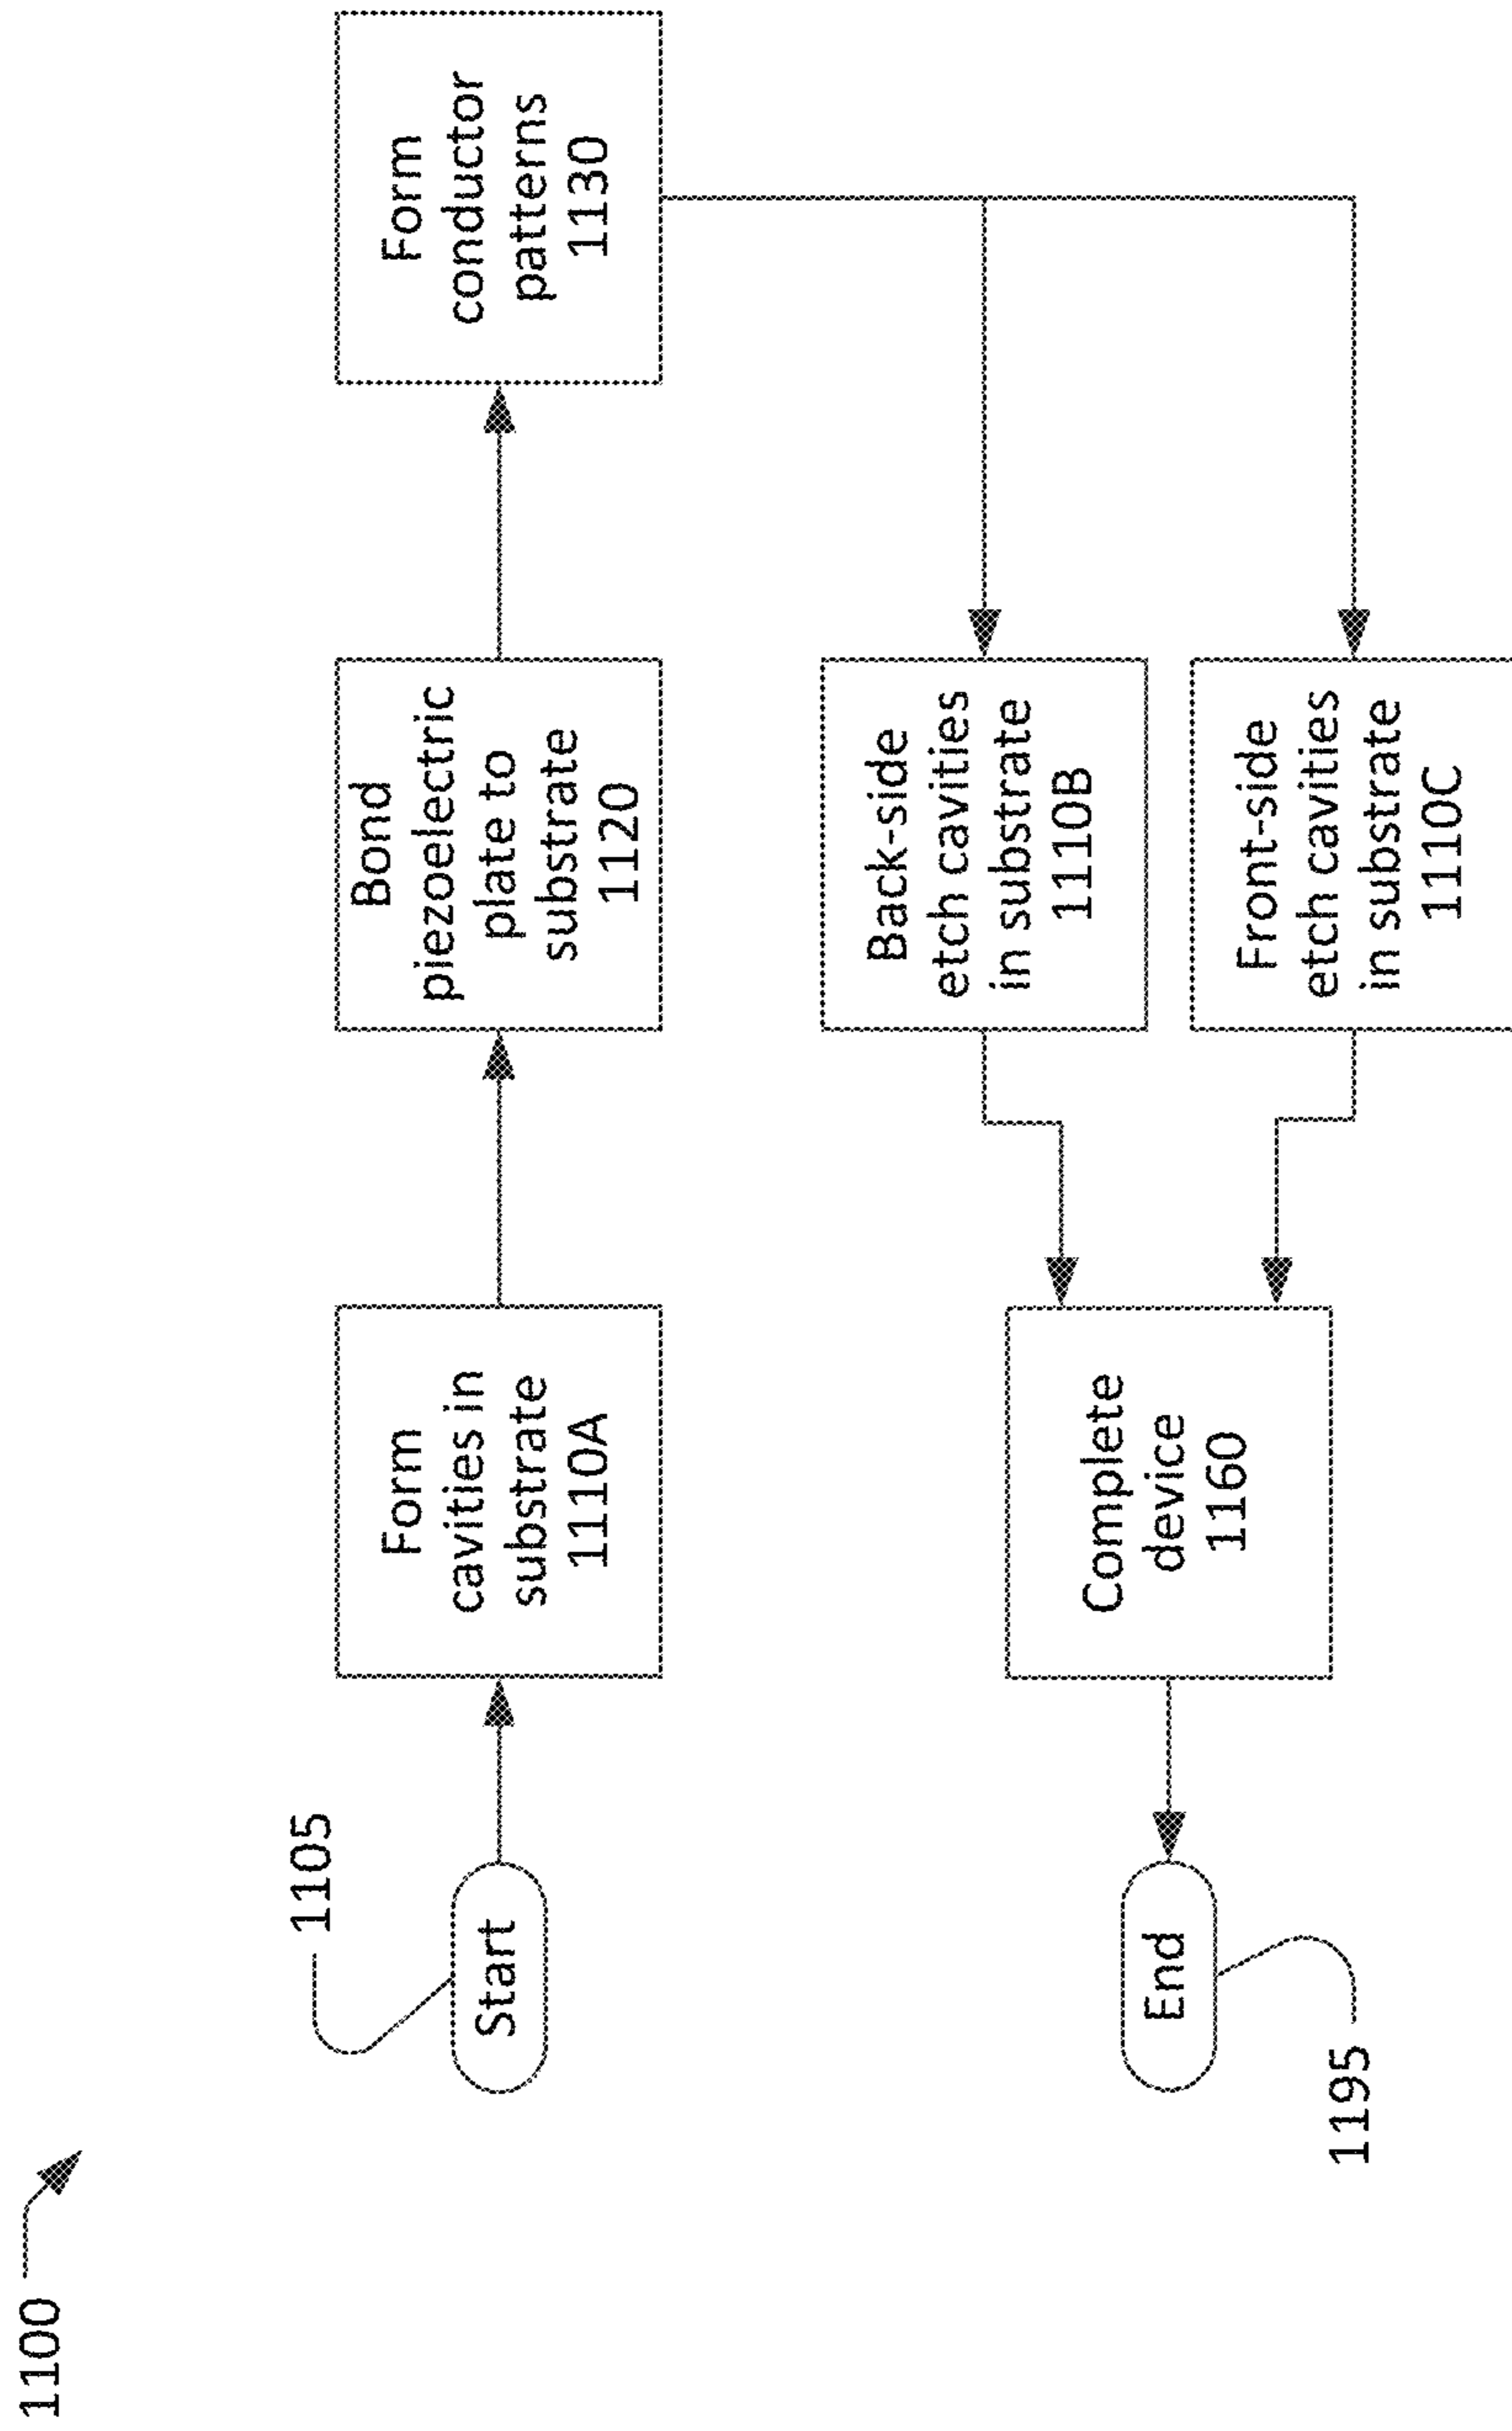 1100
1105
Start
Form
cavities in
substrate
1110A
Bond
piezoelectric
plate to
substrate
1120
Form
conductor
patterns
1130
Back-side
etch cavities
in substrate
1110B
Front-side
etch cavities
in substrate
1110C
Complete
device
1160
End
1195